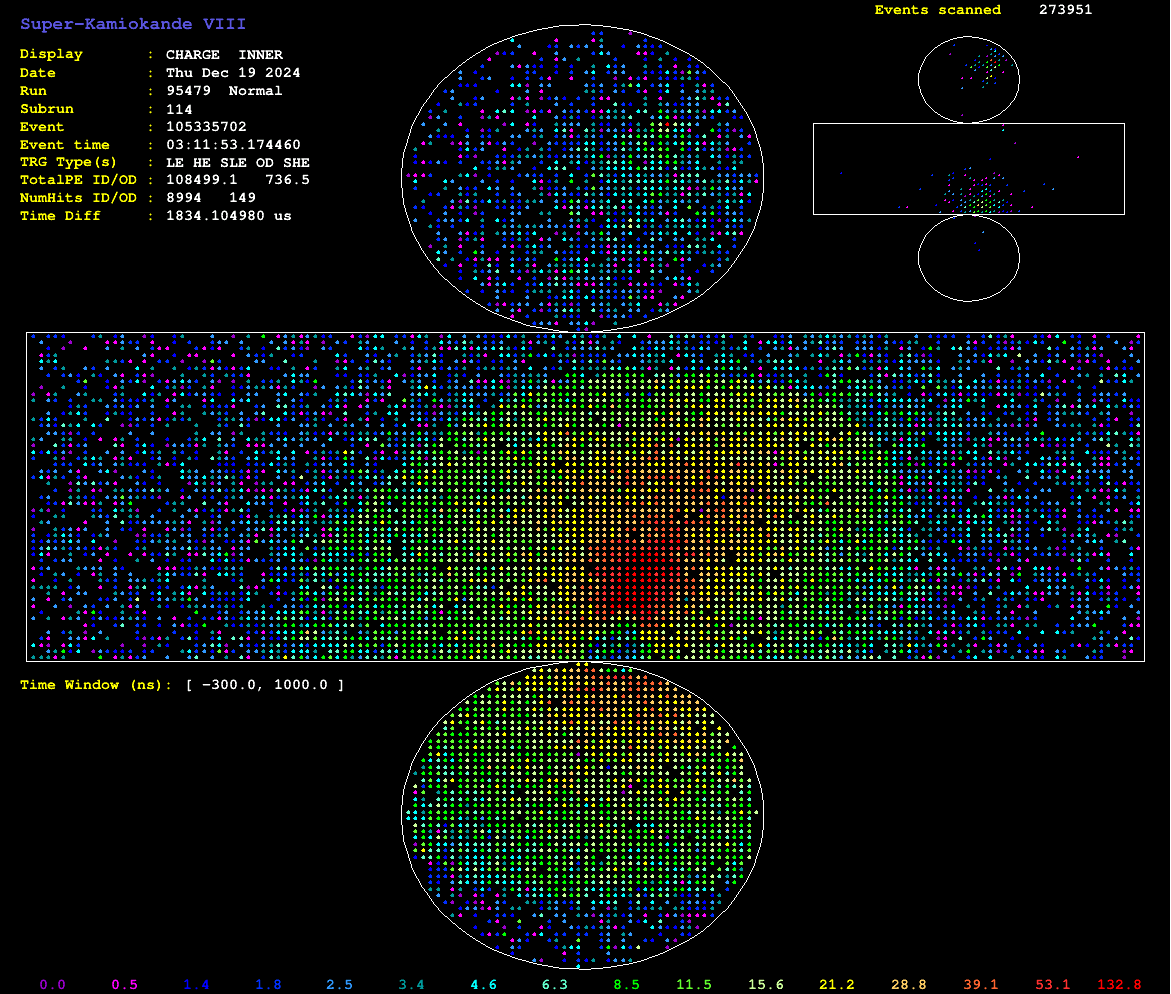 Super-Kamiokande VIII
Events scanned 273951
Display : CHARGE INNER
Date : Thu Dec 19 2024
Run : 95479 Normal
Subrun : 114
Event : 105335702
Event time : 03:11:53.174460
TRG Type(s) : LE HE SLE OD SHE
TotalPE ID/OD : 108499.1 736.5
NumHits ID/OD : 8994 149
Time Diff : 1834.104980 us
Time Window (ns): [ −300.0, 1000.0 ]
0.0 0.5 1.4 1.8 2.5 3.4 4.6 6.3 8.5 11.5 15.6 21.2 28.8 39.1 53.1 132.8